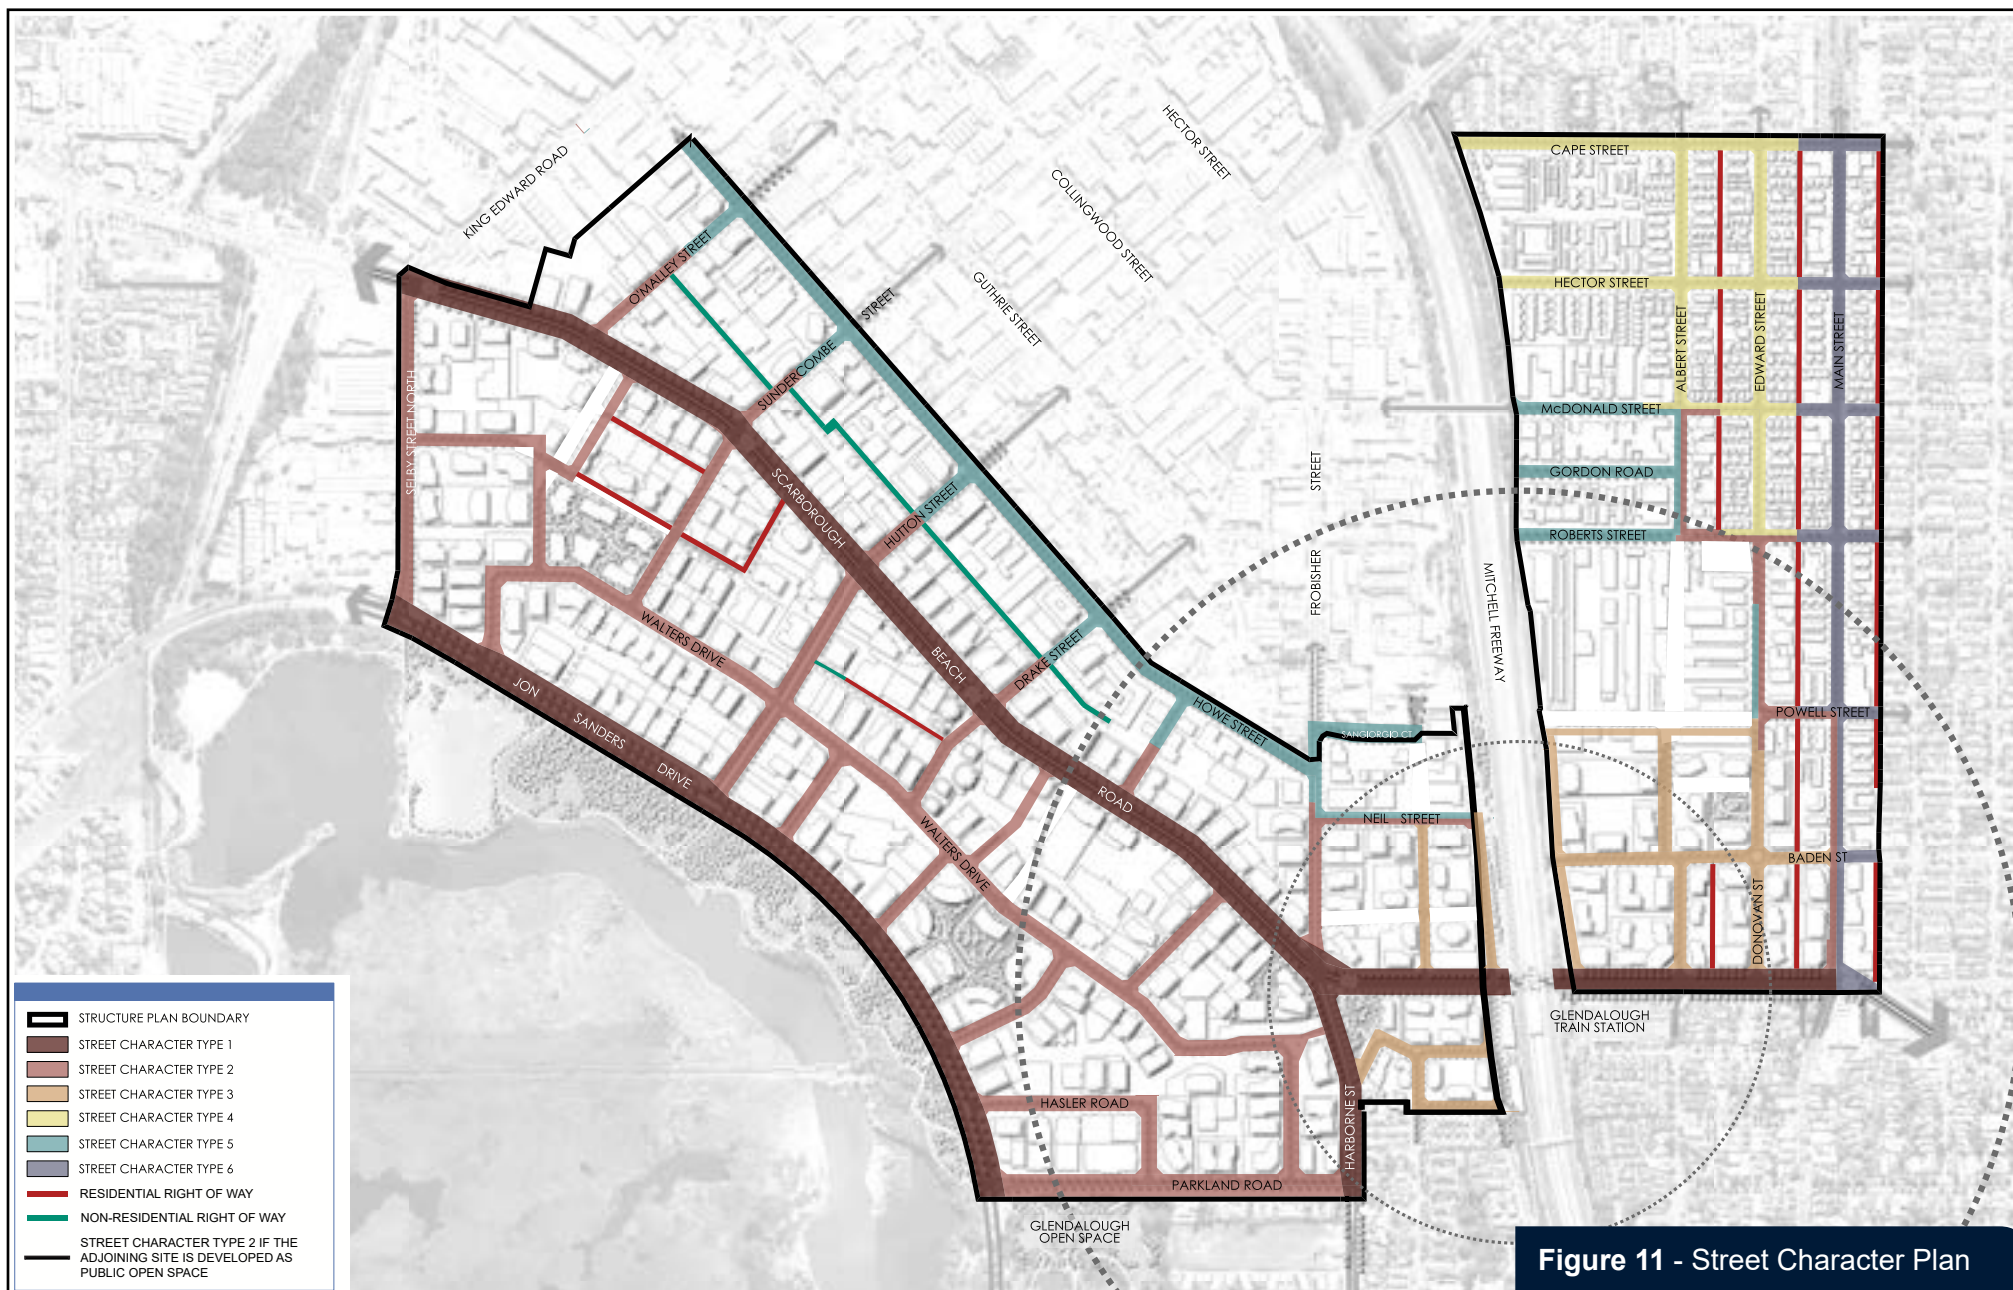 HECTOR STREET
KING EDWARD ROAD
COLLINGWOOD STREET
CAPE STREET
O'MALLEY STREET
GUTHRIE STREET
HECTOR STREET
SUNDERCOMBE STREET
ALBERT STREET
EDWARD STREET
MAIN STREET
SELBY STREET NORTH
McDONALD STREET
SCARBOROUGH BEACH ROAD
HUTTON STREET
FROBISHER STREET
GORDON ROAD
ROBERTS STREET
MITCHELL FREEWAY
WALTERS DRIVE
DRAKE STREET
JON SANDERS DRIVE
HOWE STREET
SANGIORGIO CT
POWELL STREET
NEIL STREET
WALTERS DRIVE
BADEN ST
DONOVAN ST
GLENDALOUGH
TRAIN STATION
HASLER ROAD
HARBORNE ST
PARKLAND ROAD
GLENDALOUGH
OPEN SPACE
STRUCTURE PLAN BOUNDARY
STREET CHARACTER TYPE 1
STREET CHARACTER TYPE 2
STREET CHARACTER TYPE 3
STREET CHARACTER TYPE 4
STREET CHARACTER TYPE 5
STREET CHARACTER TYPE 6
RESIDENTIAL RIGHT OF WAY
NON-RESIDENTIAL RIGHT OF WAY
STREET CHARACTER TYPE 2 IF THE
ADJOINING SITE IS DEVELOPED AS
PUBLIC OPEN SPACE
Figure 11 - Street Character Plan